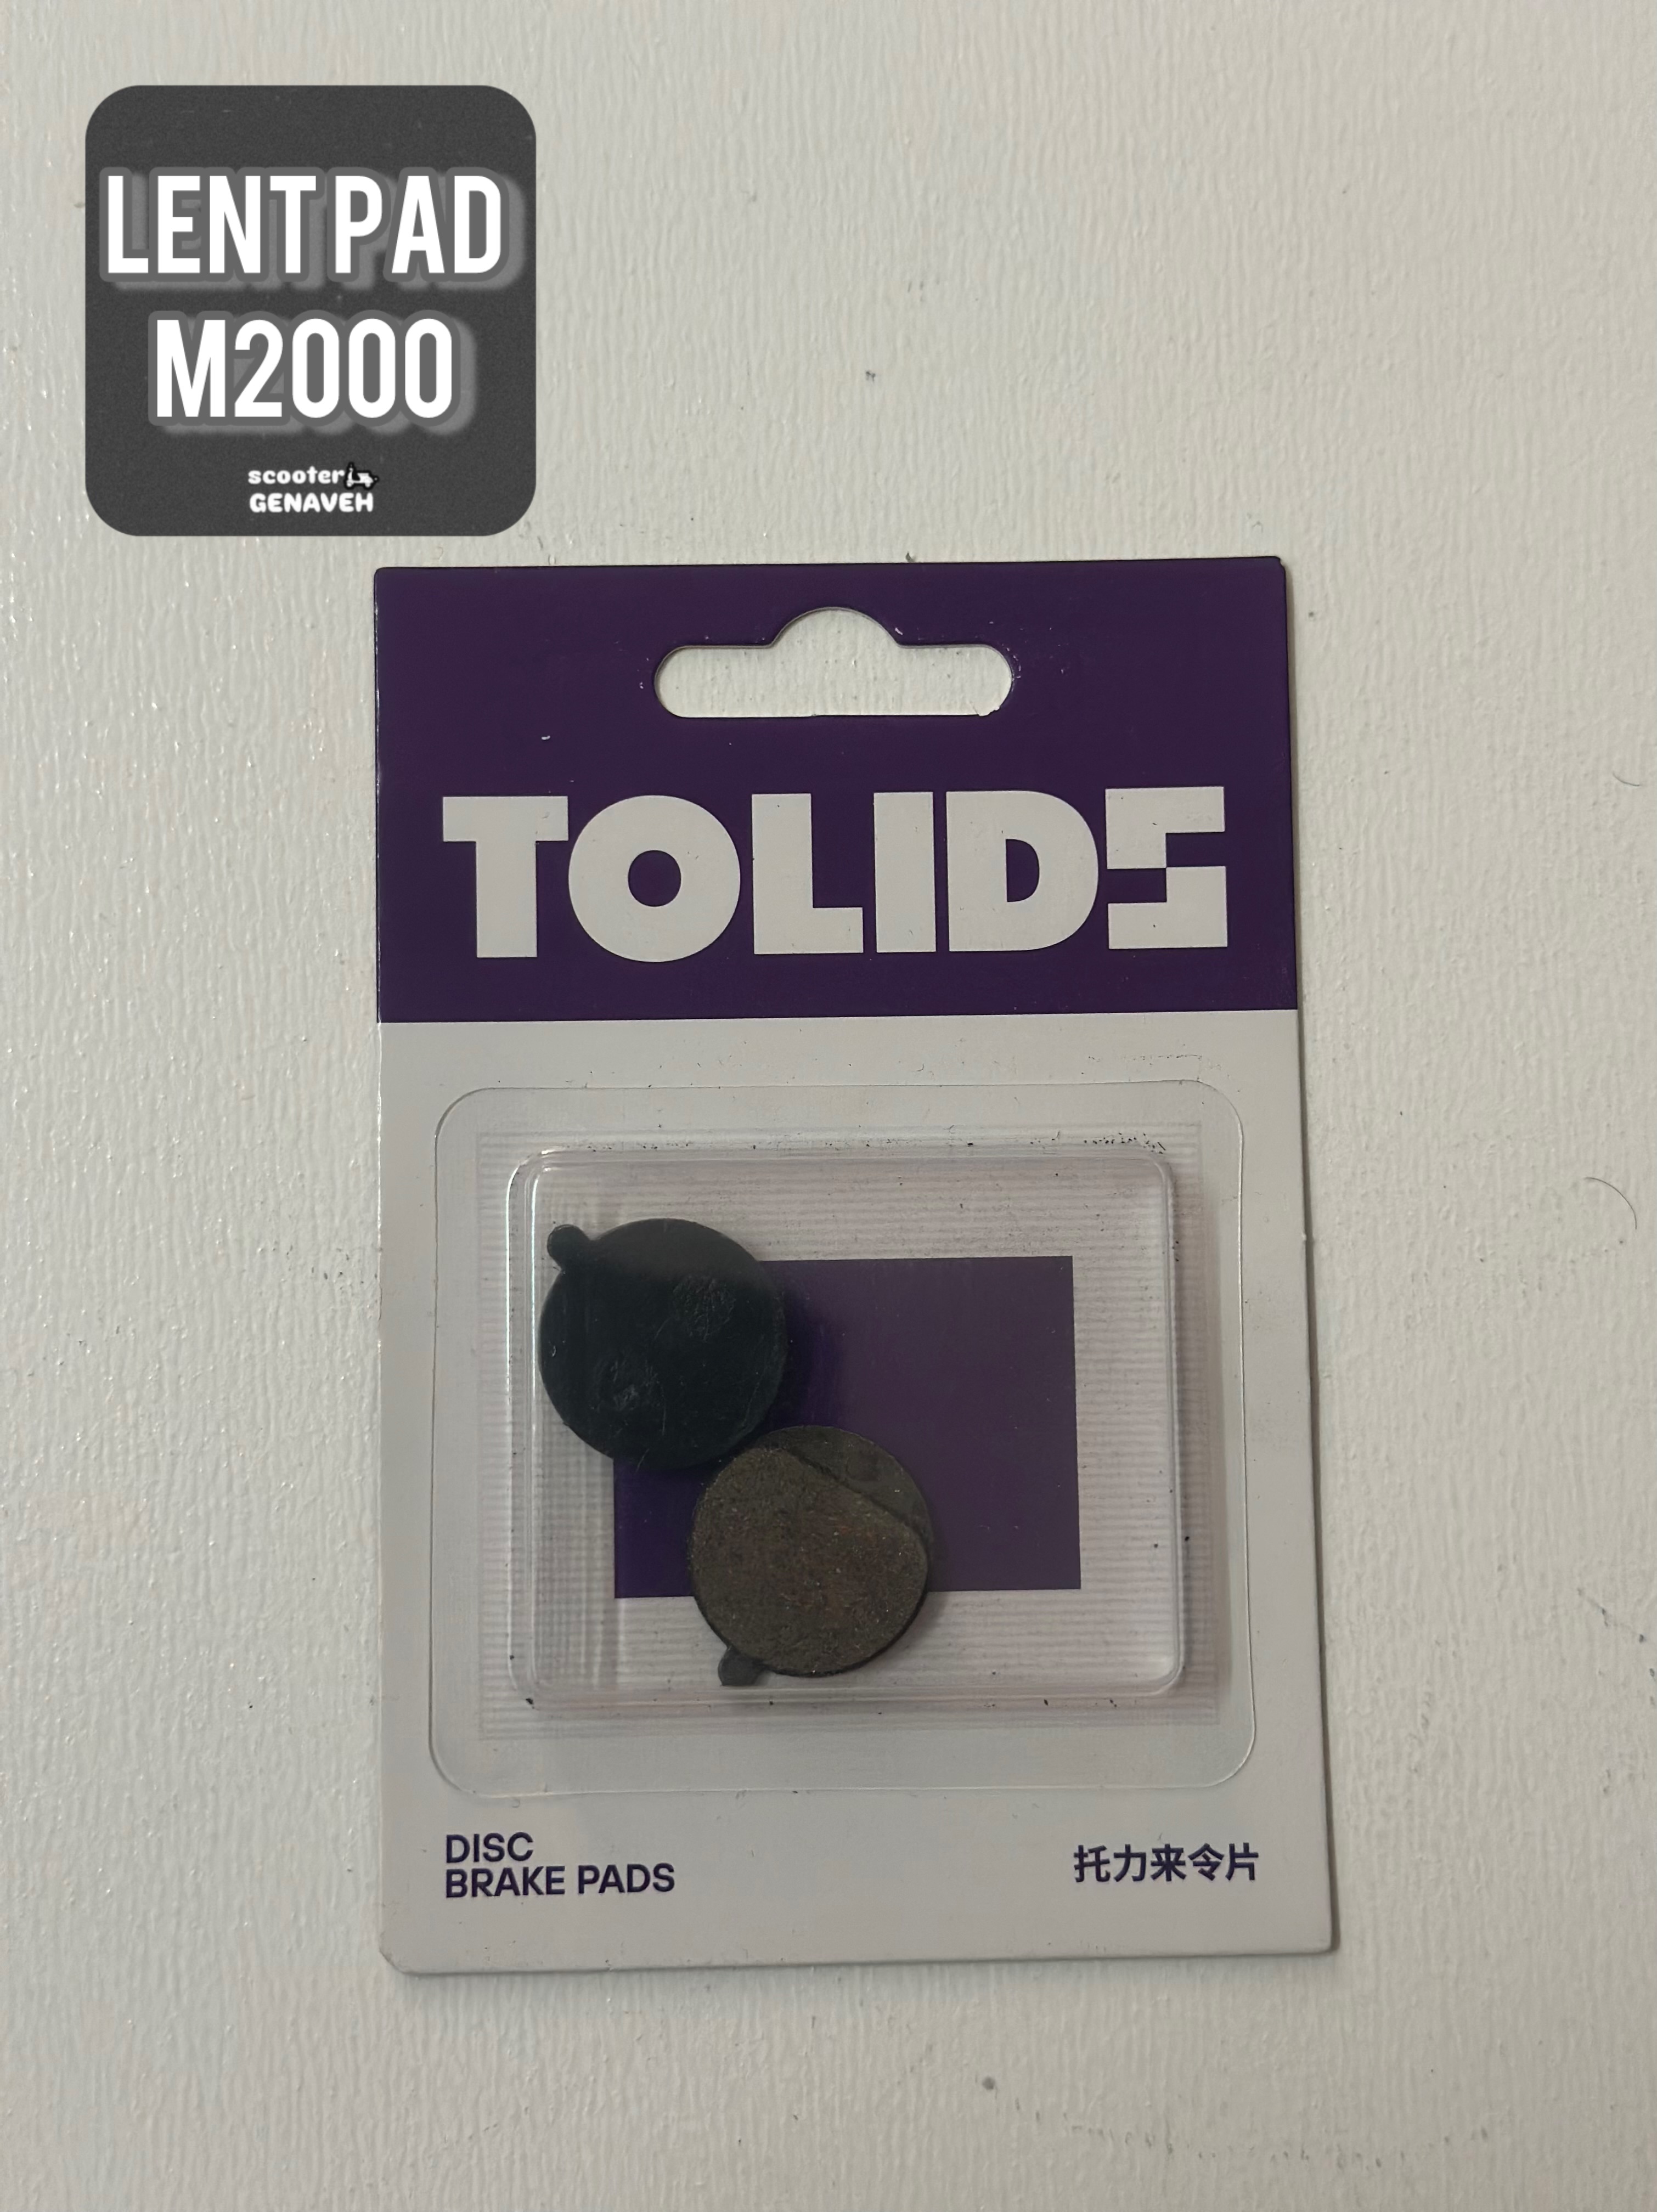 LENT PAD
M2000
scooter
GENAVEH
TOLIDS
DISC
BRAKE PADS
托力来令片